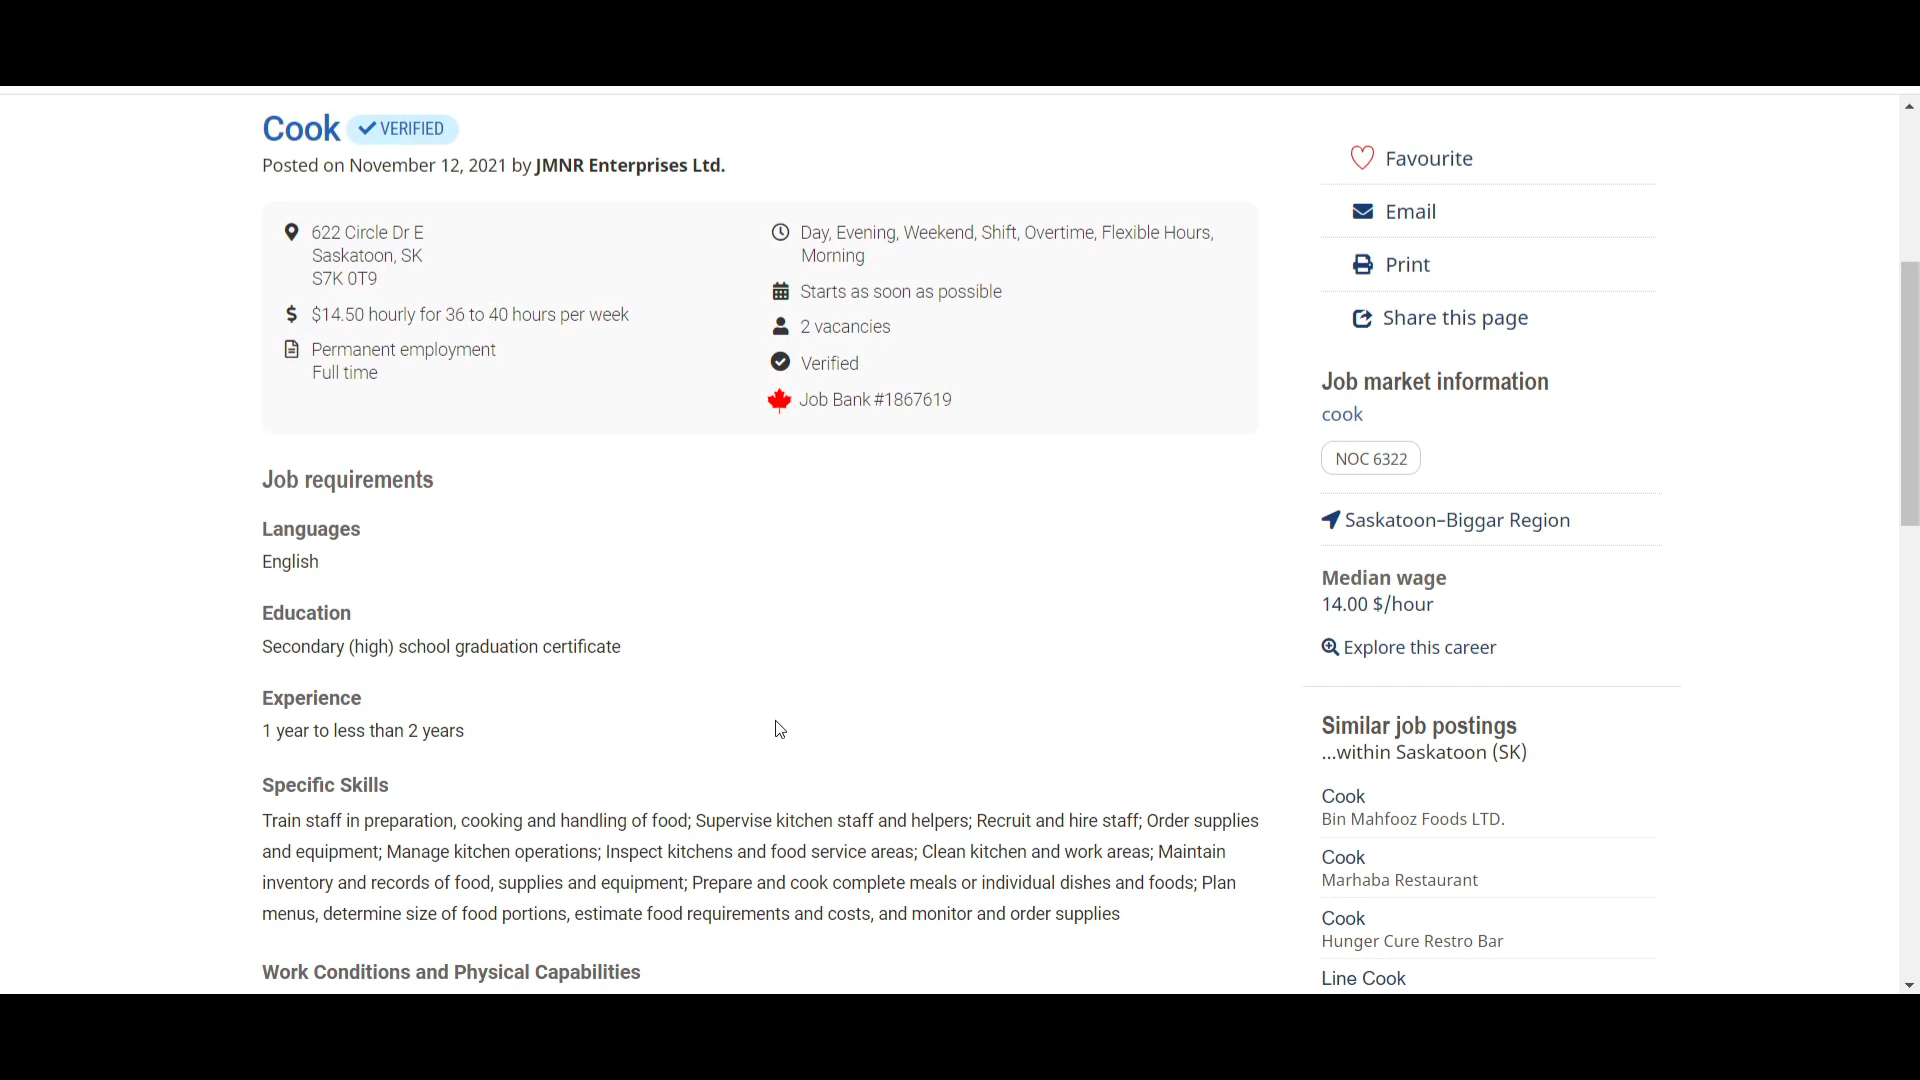 Cook VERIFIED
Posted on November 12, 2021 by JMNR Enterprises Ltd.
622 Circle Dr E
Saskatoon, SK
S7K 0T9
$14.50 hourly for 36 to 40 hours per week
Permanent employment
Full time
Day, Evening, Weekend, Shift, Overtime, Flexible Hours,
Morning
Starts as soon as possible
2 vacancies
Verified
Job Bank #1867619
Job requirements
Languages
English
Education
Secondary (high) school graduation certificate
Experience
1 year to less than 2 years
Specific Skills
Train staff in preparation, cooking and handling of food; Supervise kitchen staff and helpers; Recruit and hire staff; Order supplies
and equipment; Manage kitchen operations; Inspect kitchens and food service areas; Clean kitchen and work areas; Maintain
inventory and records of food, supplies and equipment; Prepare and cook complete meals or individual dishes and foods; Plan
menus, determine size of food portions, estimate food requirements and costs, and monitor and order supplies
Work Conditions and Physical Capabilities
Favourite
Email
Print
Share this page
Job market information
cook
NOC 6322
Saskatoon–Biggar Region
Median wage
14.00 $/hour
Explore this career
Similar job postings
...within Saskatoon (SK)
Cook
Bin Mahfooz Foods LTD.
Cook
Marhaba Restaurant
Cook
Hunger Cure Restro Bar
Line Cook